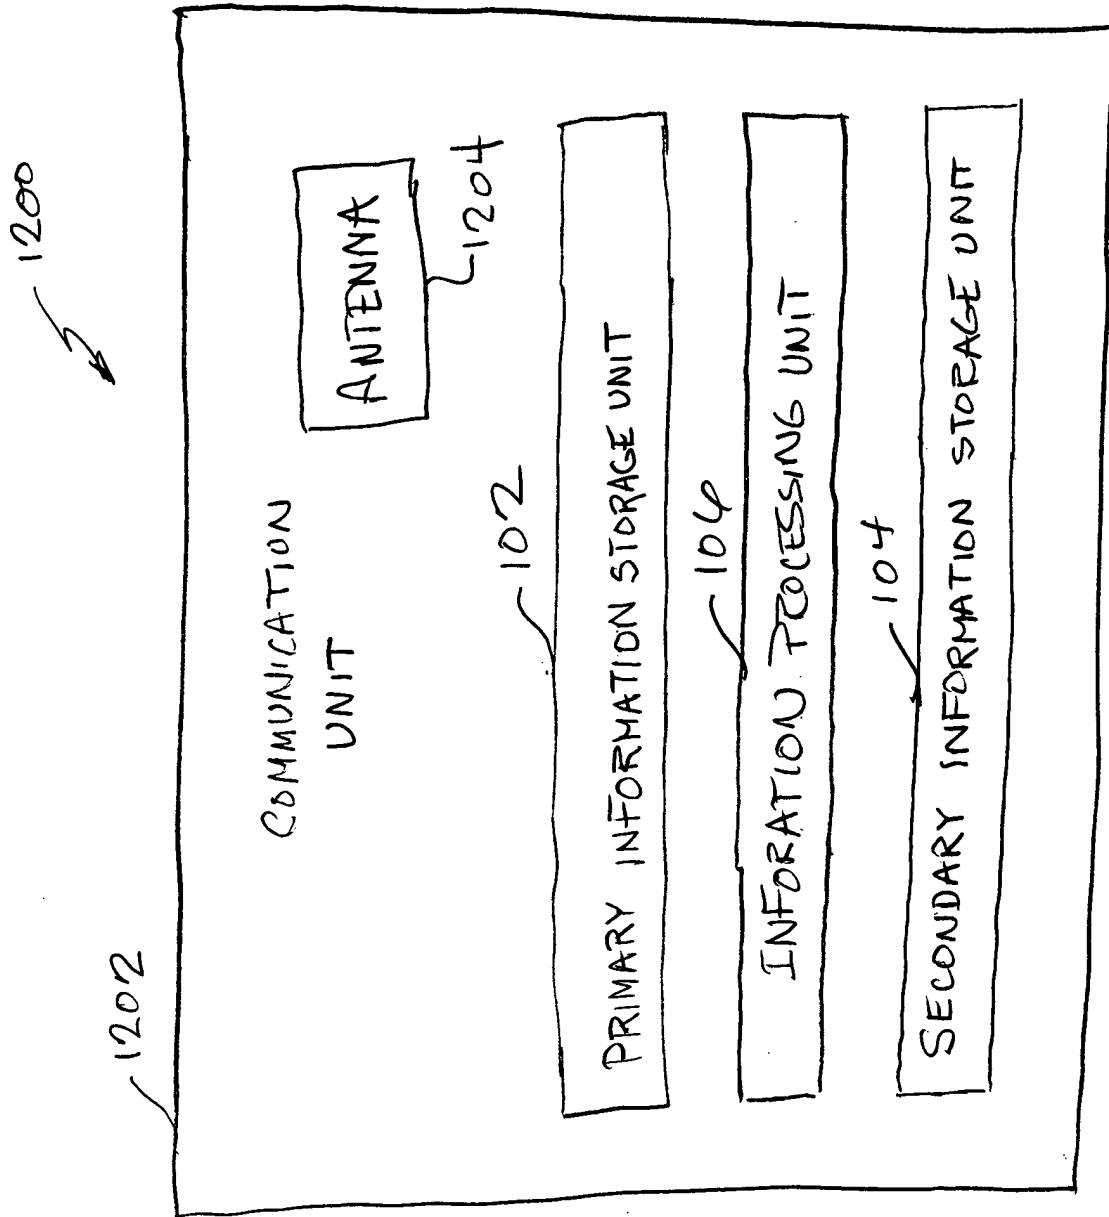 1200
1202
COMMUNICATION
UNIT
ANTENNA
1204
102
PRIMARY INFORMATION STORAGE UNIT
106
INFORATION PROCESSING UNIT
104
SECONDARY INFORMATION STORAGE UNIT